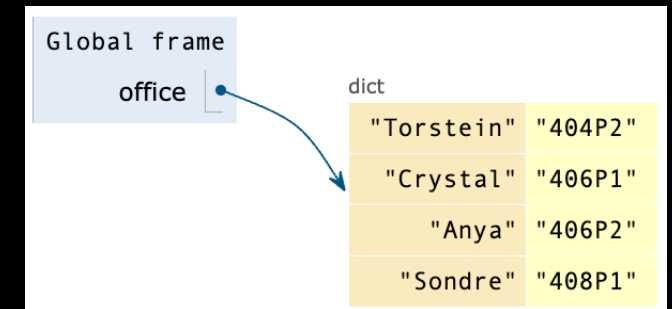 Global frame
office
dict
"Torstein" "404P2"
"Crystal" "406P1"
"Anya" "406P2"
"Sondre" "408P1"